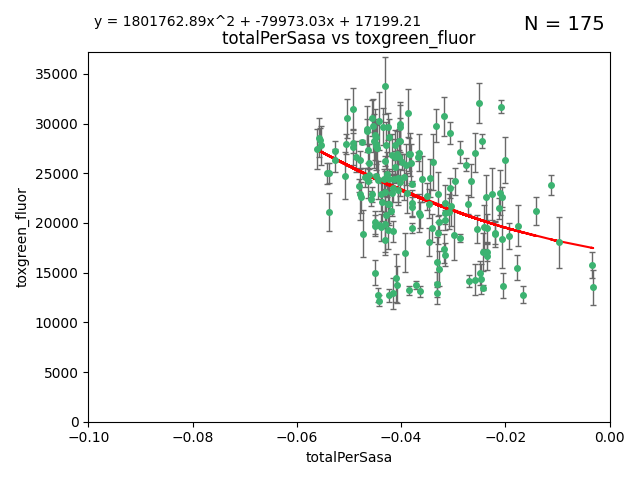 y = 1801762.89x^2 + -79973.03x + 17199.21
N = 175
totalPerSasa vs toxgreen_fluor
toxgreen_fluor
35000
30000
25000
20000
15000
10000
5000
0
−0.10
−0.08
−0.06
−0.04
−0.02
0.00
totalPerSasa